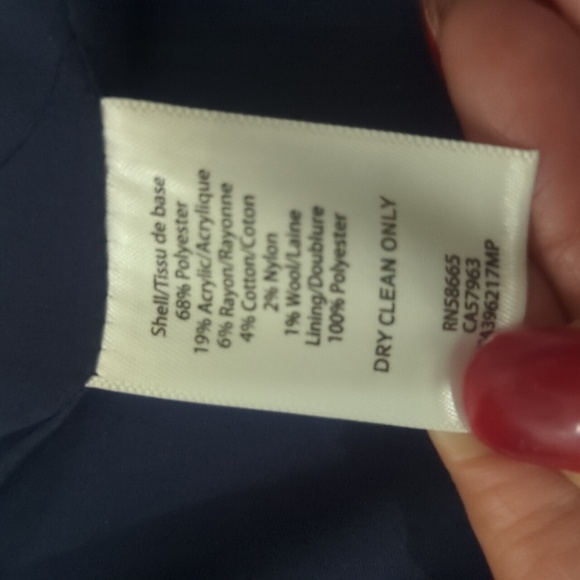 Shell/Tissu de base
68% Polyester
19% Acrylic/Acrylique
6% Rayon/Rayonne
4% Cotton/Coton
2% Nylon
1% Wool/Laine
Lining/Doublure
100% Polyester
DRY CLEAN ONLY
RN58665
CA57963